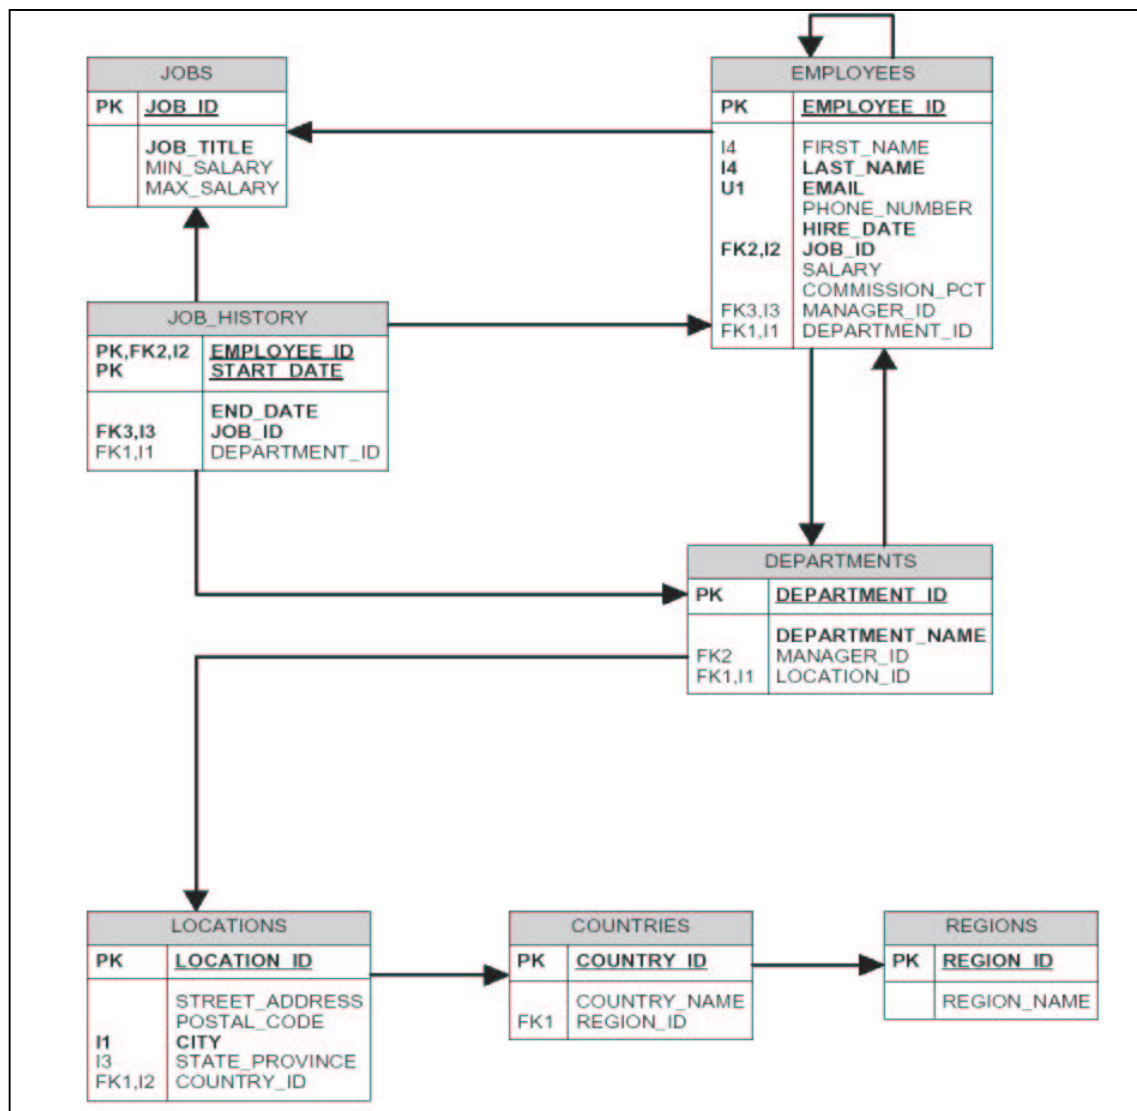 JOBS
PK JOB_ID
JOB_TITLE
MIN_SALARY
MAX_SALARY
EMPLOYEES
PK EMPLOYEE_ID
I4 FIRST_NAME
I4 LAST_NAME
U1 EMAIL
PHONE_NUMBER
HIRE_DATE
FK2,I2 JOB_ID
SALARY
COMMISSION_PCT
FK3,I3 MANAGER_ID
FK1,I1 DEPARTMENT_ID
JOB_HISTORY
PK,FK2,I2 EMPLOYEE_ID
PK START_DATE
END_DATE
FK3,I3 JOB_ID
FK1,I1 DEPARTMENT_ID
DEPARTMENTS
PK DEPARTMENT_ID
DEPARTMENT_NAME
FK2 MANAGER_ID
FK1,I1 LOCATION_ID
LOCATIONS
PK LOCATION_ID
STREET_ADDRESS
POSTAL_CODE
I1 CITY
I3 STATE_PROVINCE
FK1,I2 COUNTRY_ID
COUNTRIES
PK COUNTRY_ID
COUNTRY_NAME
FK1 REGION_ID
REGIONS
PK REGION_ID
REGION_NAME